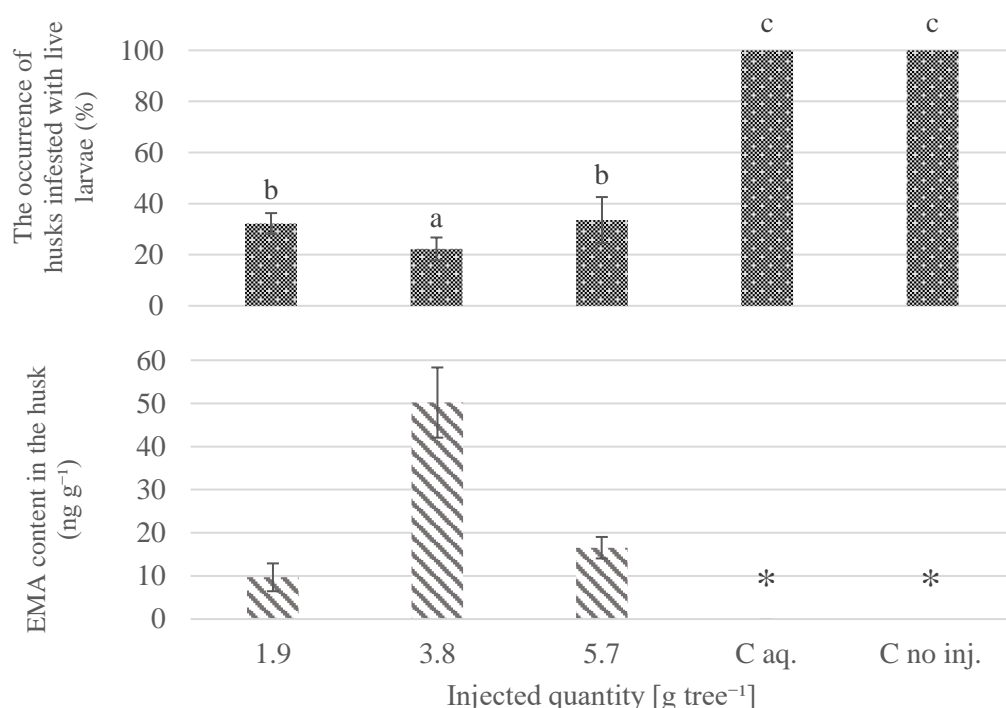 The occurrence of
husks infested with live
larvae (%)
100
80
60
40
20
0
b
a
b
c
c
EMA content in the husk
(ng g⁻¹)
60
50
40
30
20
10
0
*
*
1.9
3.8
5.7
C aq.
C no inj.
Injected quantity [g tree⁻¹]